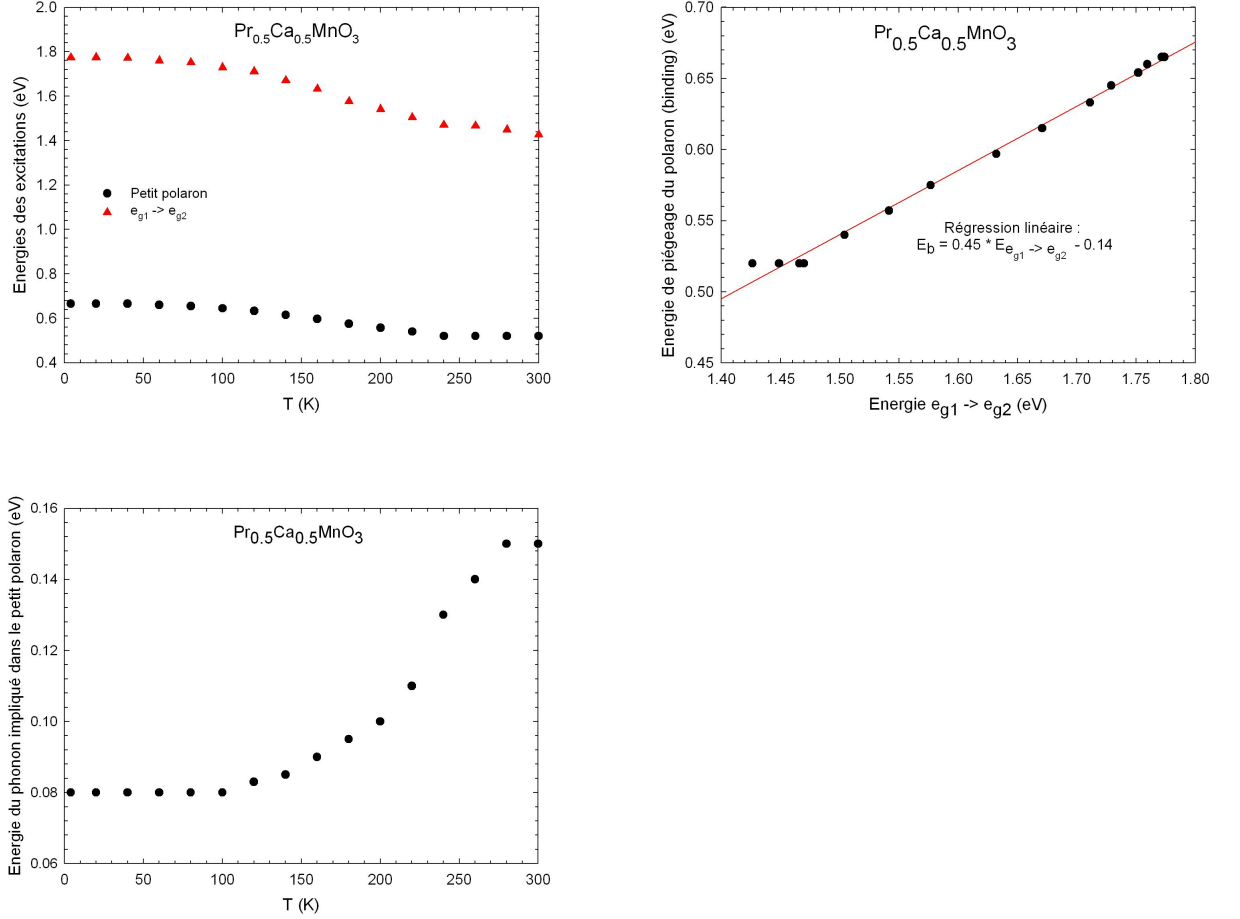 Pr0.5Ca0.5MnO3
Energies des excitations (eV)
2.0
1.8
1.6
1.4
1.2
1.0
0.8
0.6
0.4
Petit polaron
eg1 -> eg2
0 50 100 150 200 250 300
T (K)
Pr0.5Ca0.5MnO3
Energie de piégeage du polaron (binding) (eV)
0.70
0.65
0.60
0.55
0.50
0.45
Régression linéaire :
Eb = 0.45 * Eeg1 -> eg2 - 0.14
1.40 1.45 1.50 1.55 1.60 1.65 1.70 1.75 1.80
Energie eg1 -> eg2 (eV)
Pr0.5Ca0.5MnO3
Energie du phonon impliqué dans le petit polaron (eV)
0.16
0.14
0.12
0.10
0.08
0.06
0 50 100 150 200 250 300
T (K)